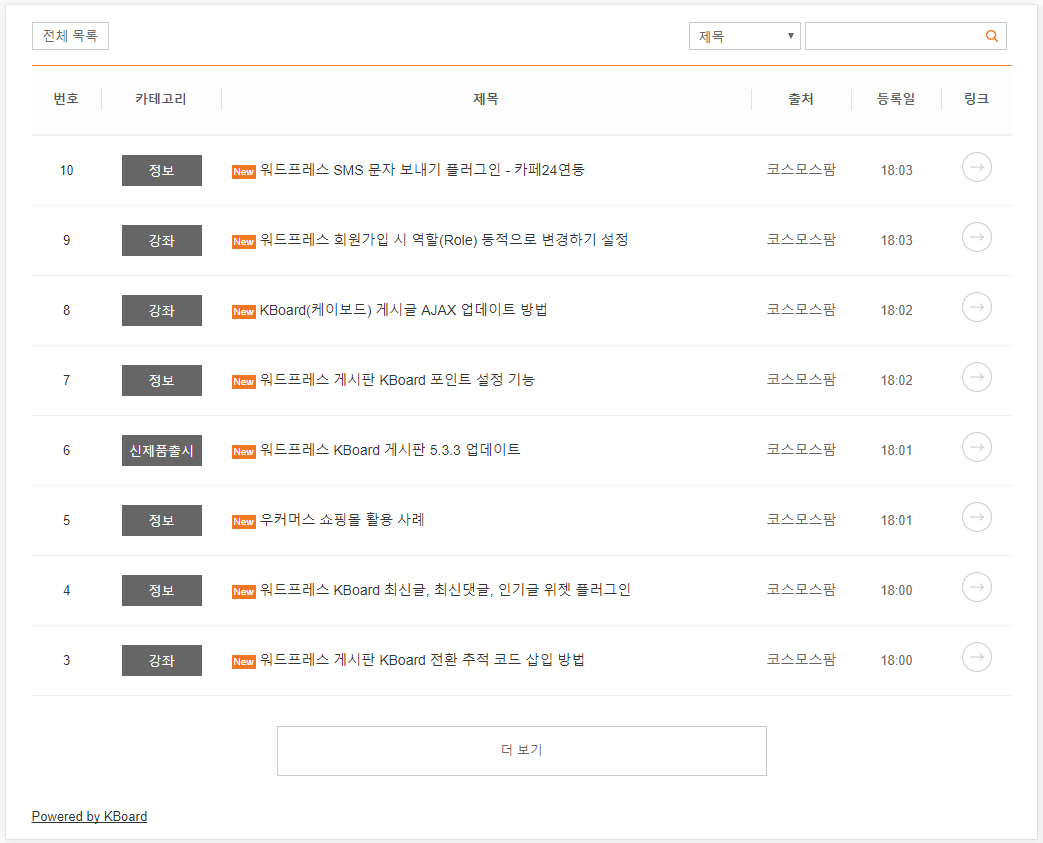 전체 목록 제목
번호 카테고리 제목 출처 등록일 링크
10 정보 New 워드프레스 SMS 문자 보내기 플러그인 - 카페24연동 코스모스팜 18:03
9 강좌 New 워드프레스 회원가입 시 역할(Role) 동적으로 변경하기 설정 코스모스팜 18:03
8 강좌 New KBoard(케이보드) 게시글 AJAX 업데이트 방법 코스모스팜 18:02
7 정보 New 워드프레스 게시판 KBoard 포인트 설정 기능 코스모스팜 18:02
6 신제품출시 New 워드프레스 KBoard 게시판 5.3.3 업데이트 코스모스팜 18:01
5 정보 New 우커머스 쇼핑몰 활용 사례 코스모스팜 18:01
4 정보 New 워드프레스 KBoard 최신글, 최신댓글, 인기글 위젯 플러그인 코스모스팜 18:00
3 강좌 New 워드프레스 게시판 KBoard 전환 추적 코드 삽입 방법 코스모스팜 18:00
더 보기
Powered by KBoard